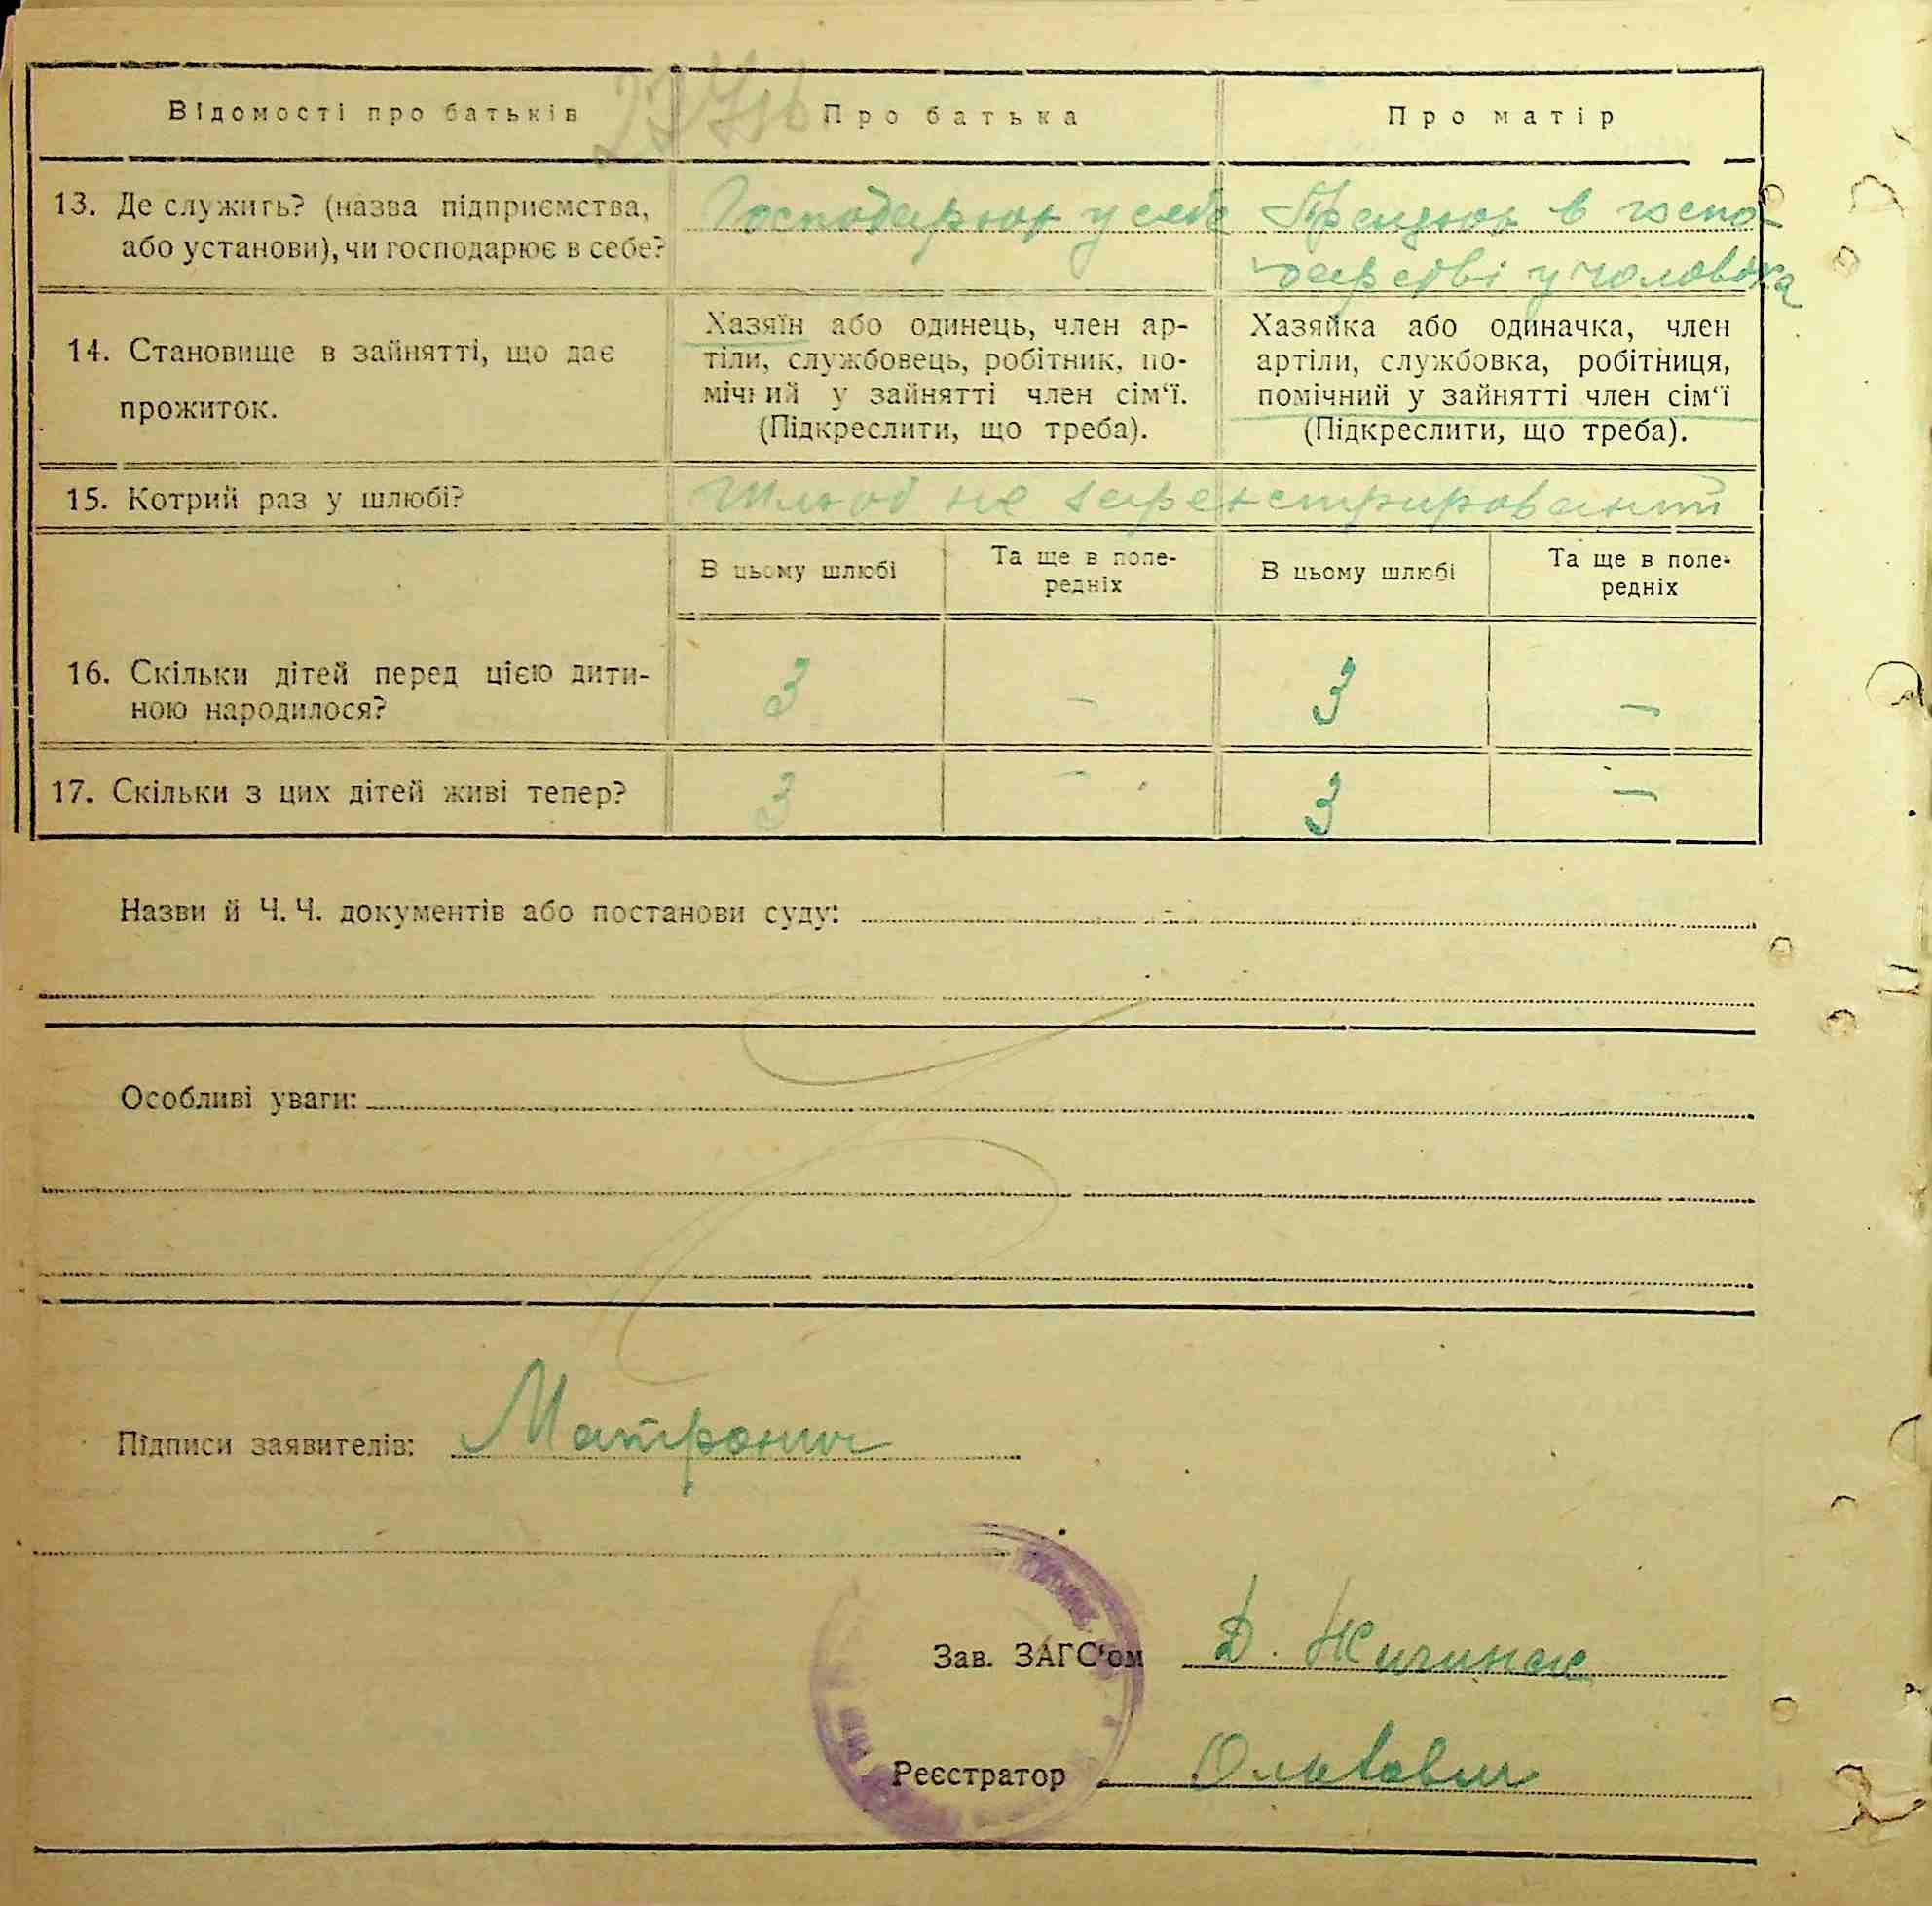 Відомості про батьків Про батька Про матір
13. Де служить? (назва підприємства, Господарює у себе Працює в госпо-
або установи), чи господарює в себе? дарстві у чоловіка
14. Становище в зайнятті, що дає прожиток.
Хазяїн або одинець, член ар-
тіли, службовець, робітник, по-
мічний у зайнятті член сім‘ї.
(Підкреслити, що треба).
Хазяйка або одиначка, член
артіли, службовка, робітниця,
помічний у зайнятті член сім‘ї
(Підкреслити, що треба).
15. Котрий раз у шлюбі? Шлюб не зареєстрирований
В цьому шлюбі Та ще в попе- В цьому шлюбі Та ще в попе-
редніх редніх
16. Скільки дітей перед цією дити- 3 - 3 -
ною народилося?
17. Скільки з цих дітей живі тепер? 3 - 3 -
Назви й Ч. Ч. документів або постанови суду:
Особливі уваги:
Підписи заявителів:
Зав. ЗАГС‘ом Д.
Реєстратор